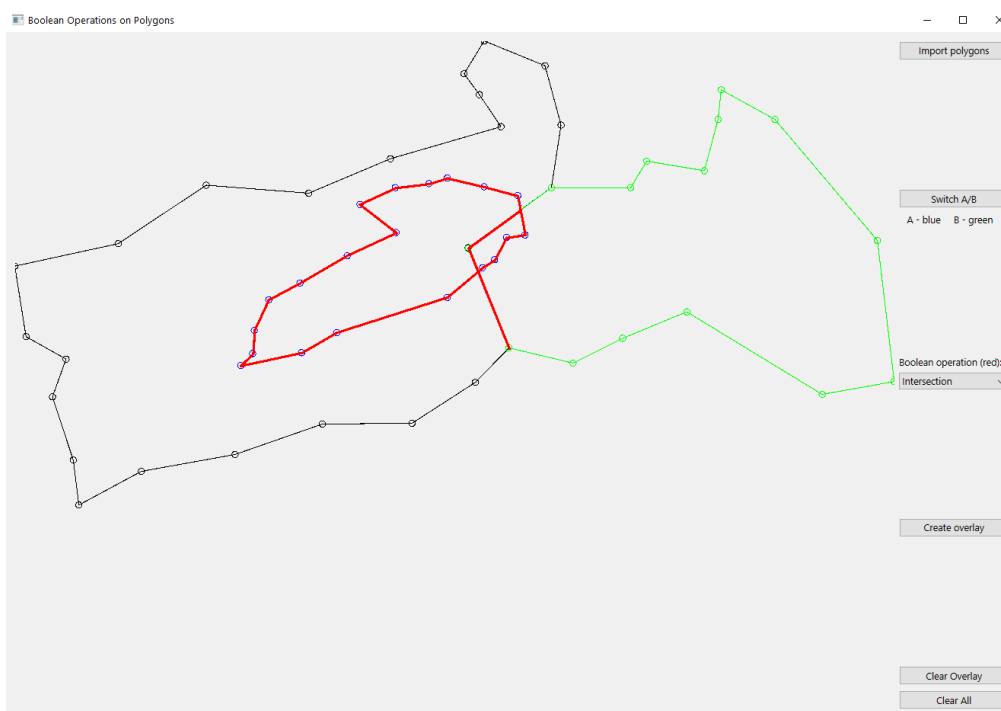 Boolean Operations on Polygons
Import polygons
Switch A/B
A - blue B - green
Boolean operation (red):
Intersection
Create overlay
Clear Overlay
Clear All